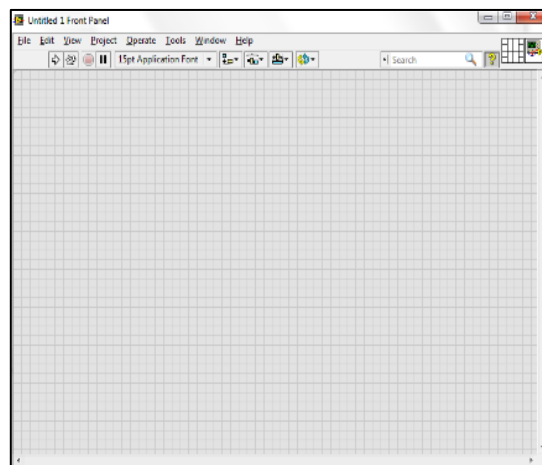 Untitled 1 Front Panel
File Edit View Project Operate Tools Window Help
15pt Application Font Search ?